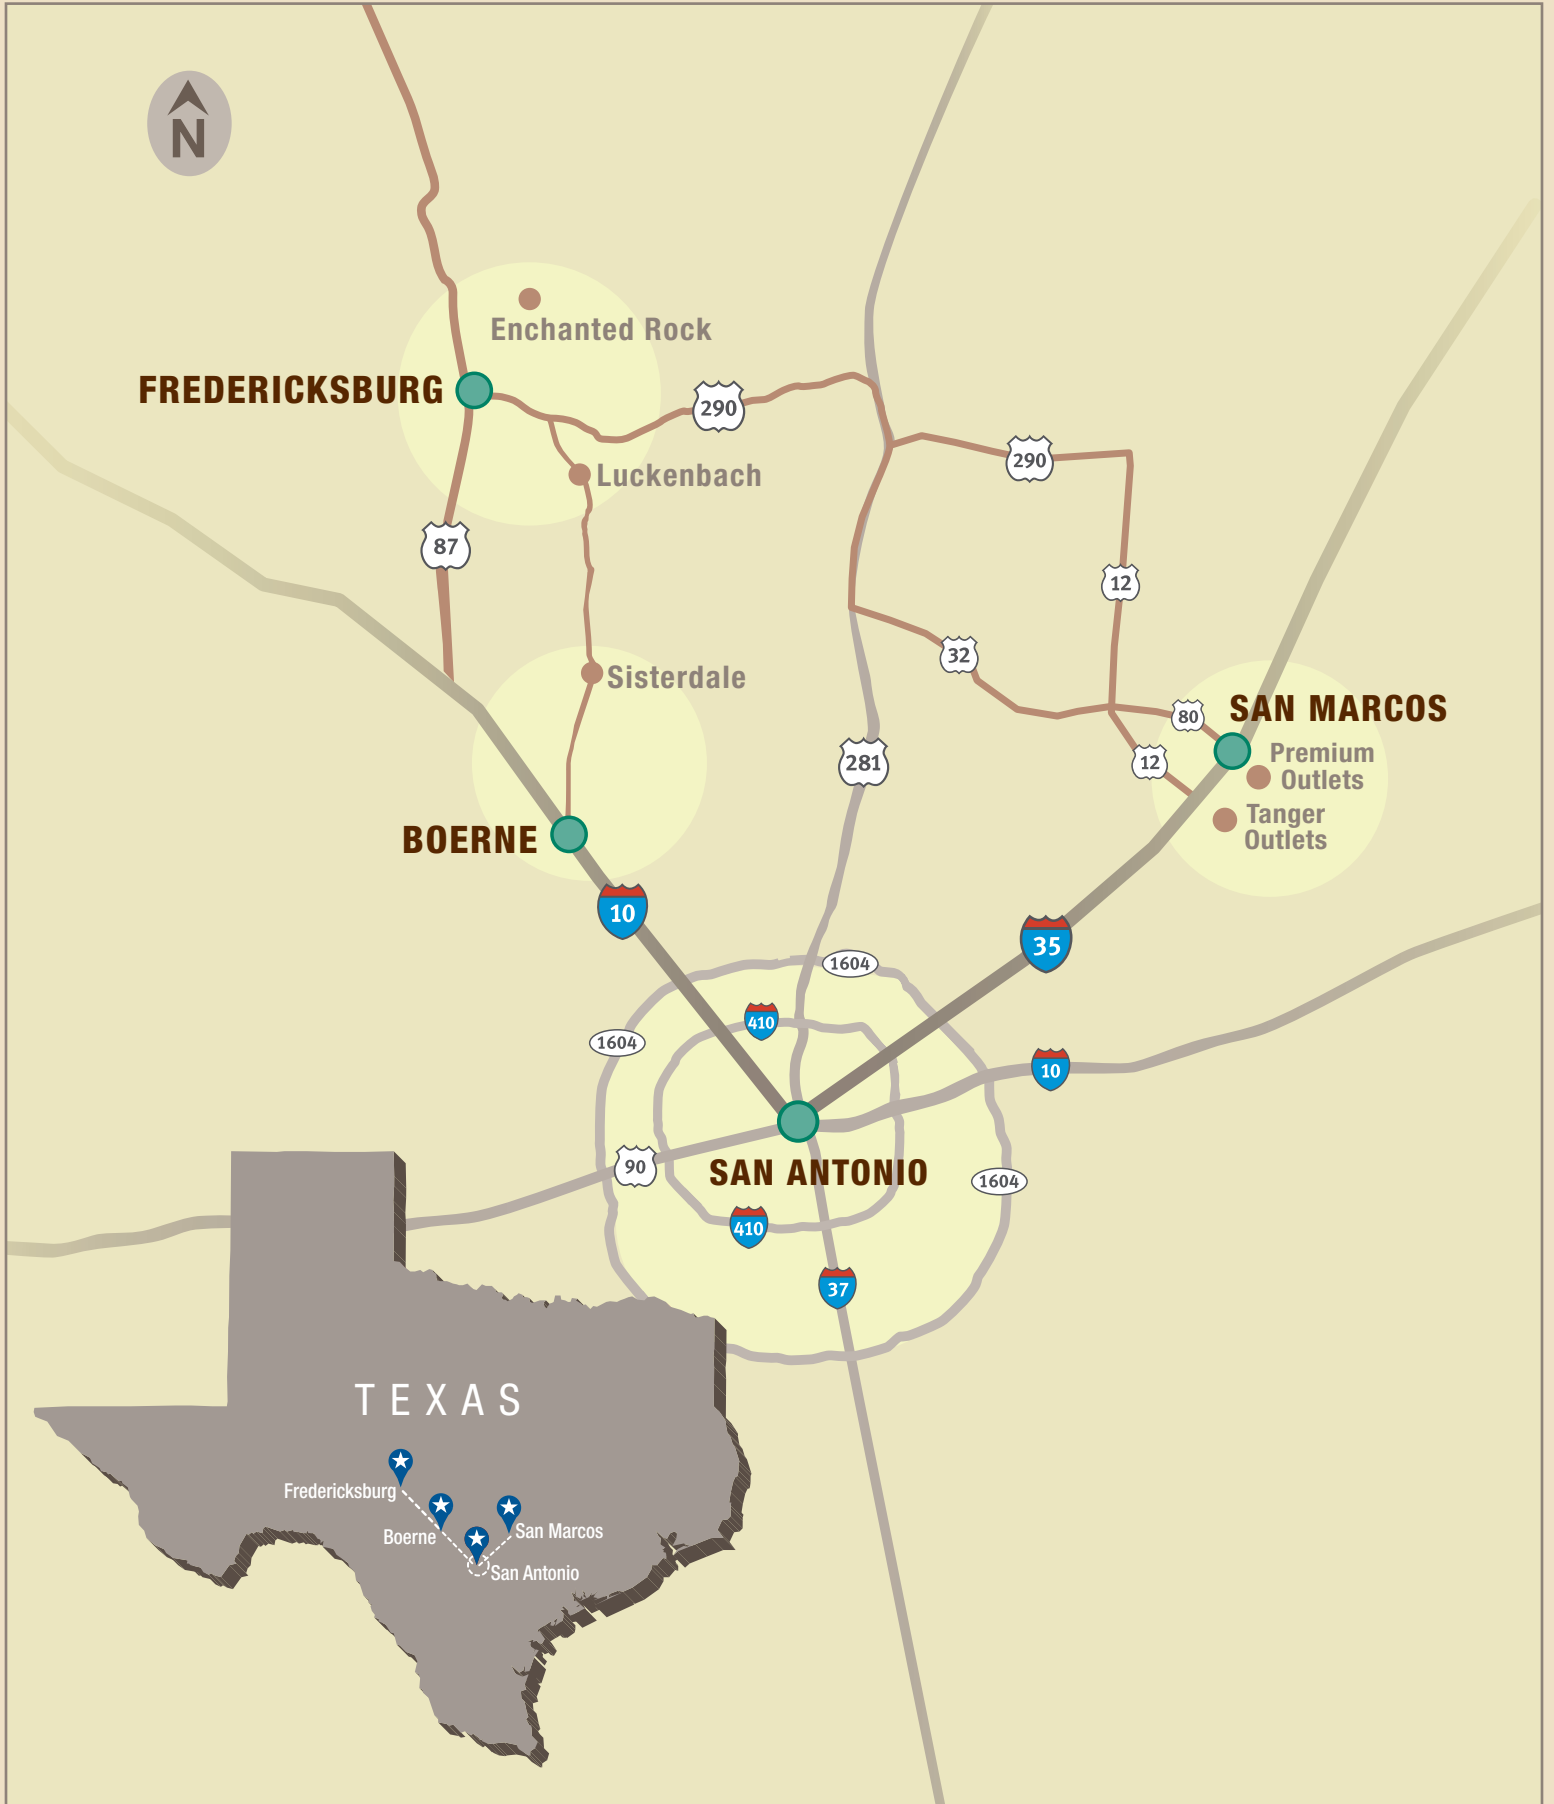 N
Enchanted Rock
FREDERICKSBURG
290
290
Luckenbach
87
12
32
Sisterdale
80
SAN MARCOS
Premium
Outlets
281
12
Tanger
Outlets
BOERNE
10
35
1604
410
1604
10
90
SAN ANTONIO
1604
410
37
TEXAS
Fredericksburg
Boerne
San Marcos
San Antonio